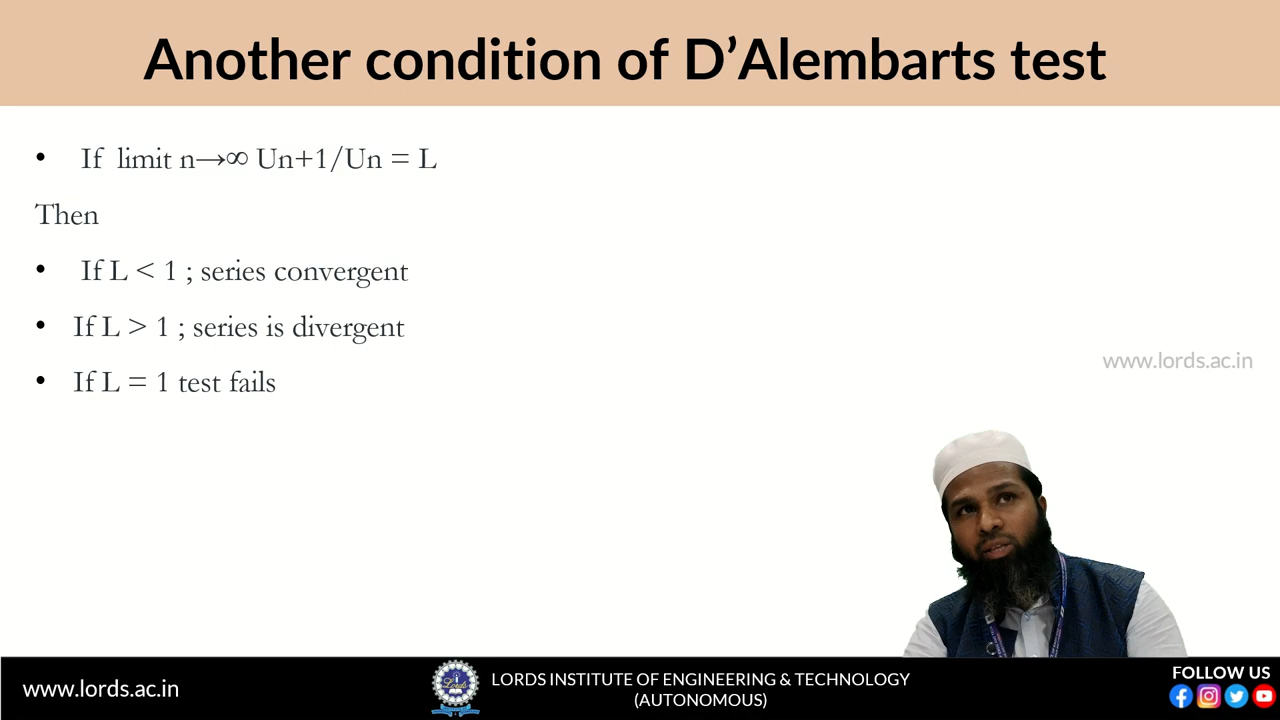 Another condition of D’Alembarts test
• If limit n→∞ Un+1/Un = L
Then
• If L < 1 ; series convergent
• If L > 1 ; series is divergent
• If L = 1 test fails
www.lords.ac.in
www.lords.ac.in
Lords
LORDS INSTITUTE OF ENGINEERING & TECHNOLOGY
(AUTONOMOUS)
FOLLOW US